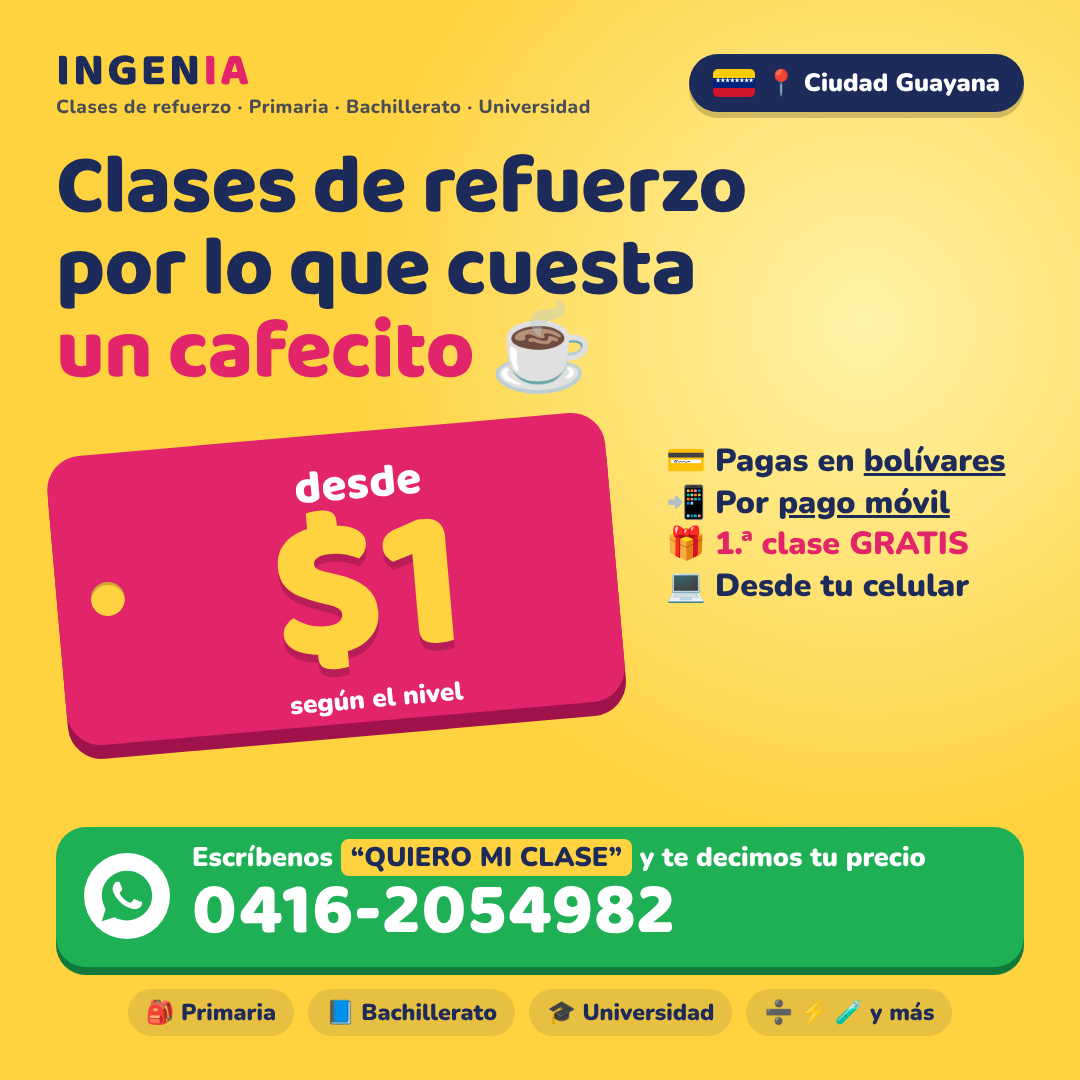 INGENIA
Clases de refuerzo · Primaria · Bachillerato · Universidad
Ciudad Guayana
Clases de refuerzo
por lo que cuesta
un cafecito
desde
$1
según el nivel
Pagas en bolívares
Por pago móvil
1.ª clase GRATIS
Desde tu celular
Escríbenos “QUIERO MI CLASE” y te decimos tu precio
0416-2054982
Primaria
Bachillerato
Universidad
y más